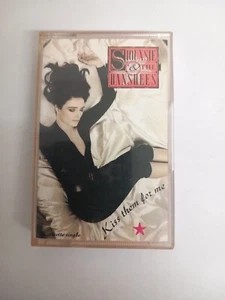 SIOUXSIE
& THE
BANSHEES
Kiss them for me